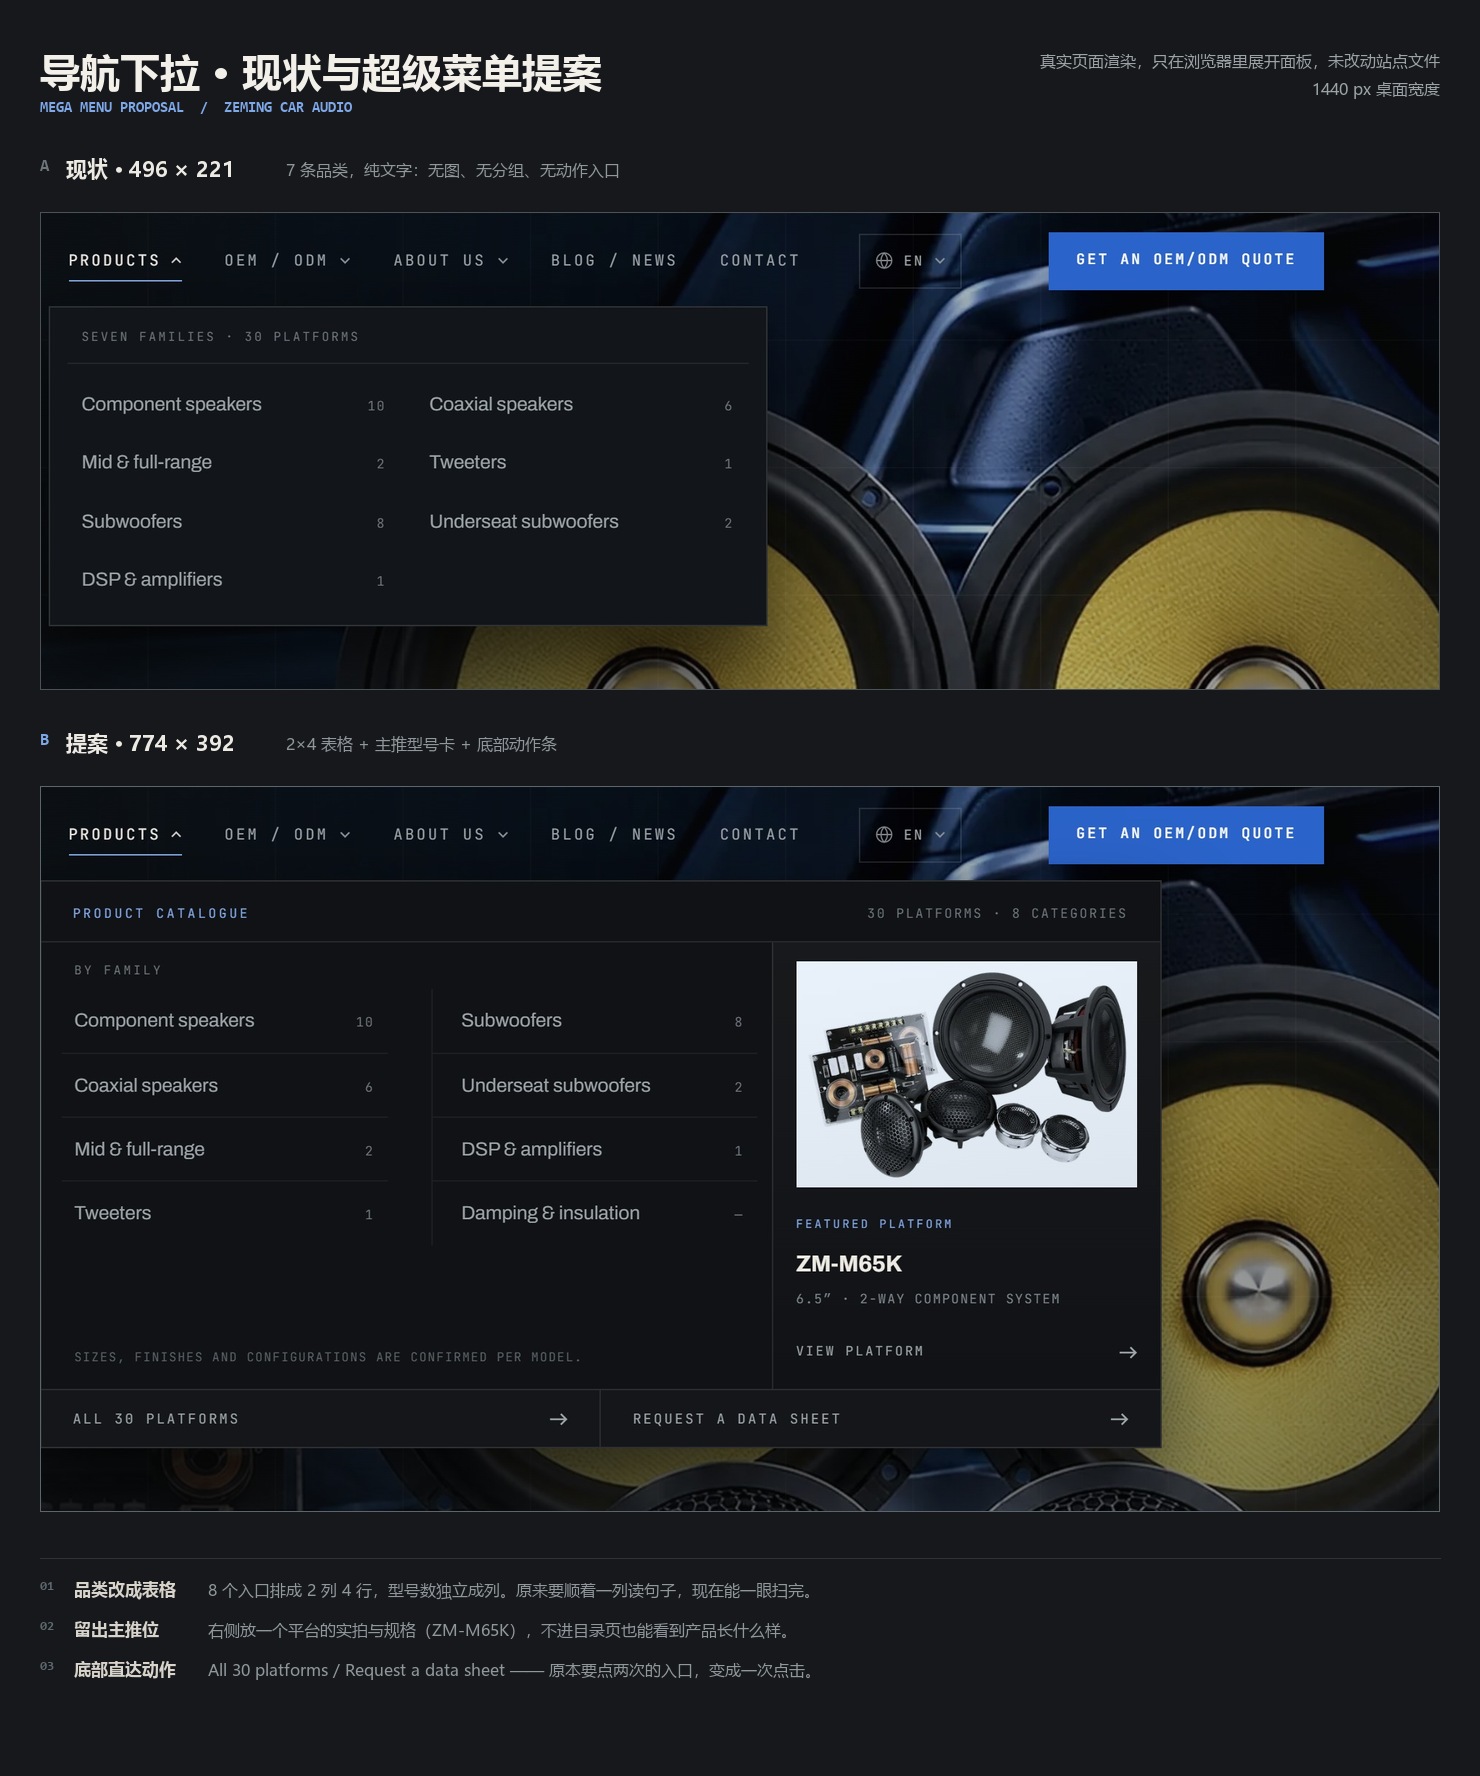 导航下拉 • 现状与超级菜单提案
MEGA MENU PROPOSAL / ZEMING CAR AUDIO
真实页面渲染，只在浏览器里展开面板，未改动站点文件
1440 px 桌面宽度
A 现状 • 496 × 221 7 条品类，纯文字：无图、无分组、无动作入口
PRODUCTS OEM / ODM ABOUT US BLOG / NEWS CONTACT EN GET AN OEM/ODM QUOTE
SEVEN FAMILIES · 30 PLATFORMS
Component speakers 10 Coaxial speakers 6
Mid & full-range 2 Tweeters 1
Subwoofers 8 Underseat subwoofers 2
DSP & amplifiers 1
B 提案 • 774 × 392 2×4 表格 + 主推型号卡 + 底部动作条
PRODUCTS OEM / ODM ABOUT US BLOG / NEWS CONTACT EN GET AN OEM/ODM QUOTE
PRODUCT CATALOGUE 30 PLATFORMS · 8 CATEGORIES
BY FAMILY
Component speakers 10 Subwoofers 8
Coaxial speakers 6 Underseat subwoofers 2
Mid & full-range 2 DSP & amplifiers 1
Tweeters 1 Damping & insulation –
SIZES, FINISHES AND CONFIGURATIONS ARE CONFIRMED PER MODEL.
FEATURED PLATFORM
ZM-M65K
6.5″ · 2-WAY COMPONENT SYSTEM
VIEW PLATFORM →
ALL 30 PLATFORMS → REQUEST A DATA SHEET →
01 品类改成表格 8 个入口排成 2 列 4 行，型号数独立成列。原来要顺着一列读句子，现在能一眼扫完。
02 留出主推位 右侧放一个平台的实拍与规格（ZM-M65K），不进目录页也能看到产品长什么样。
03 底部直达动作 All 30 platforms / Request a data sheet —— 原本要点两次的入口，变成一次点击。